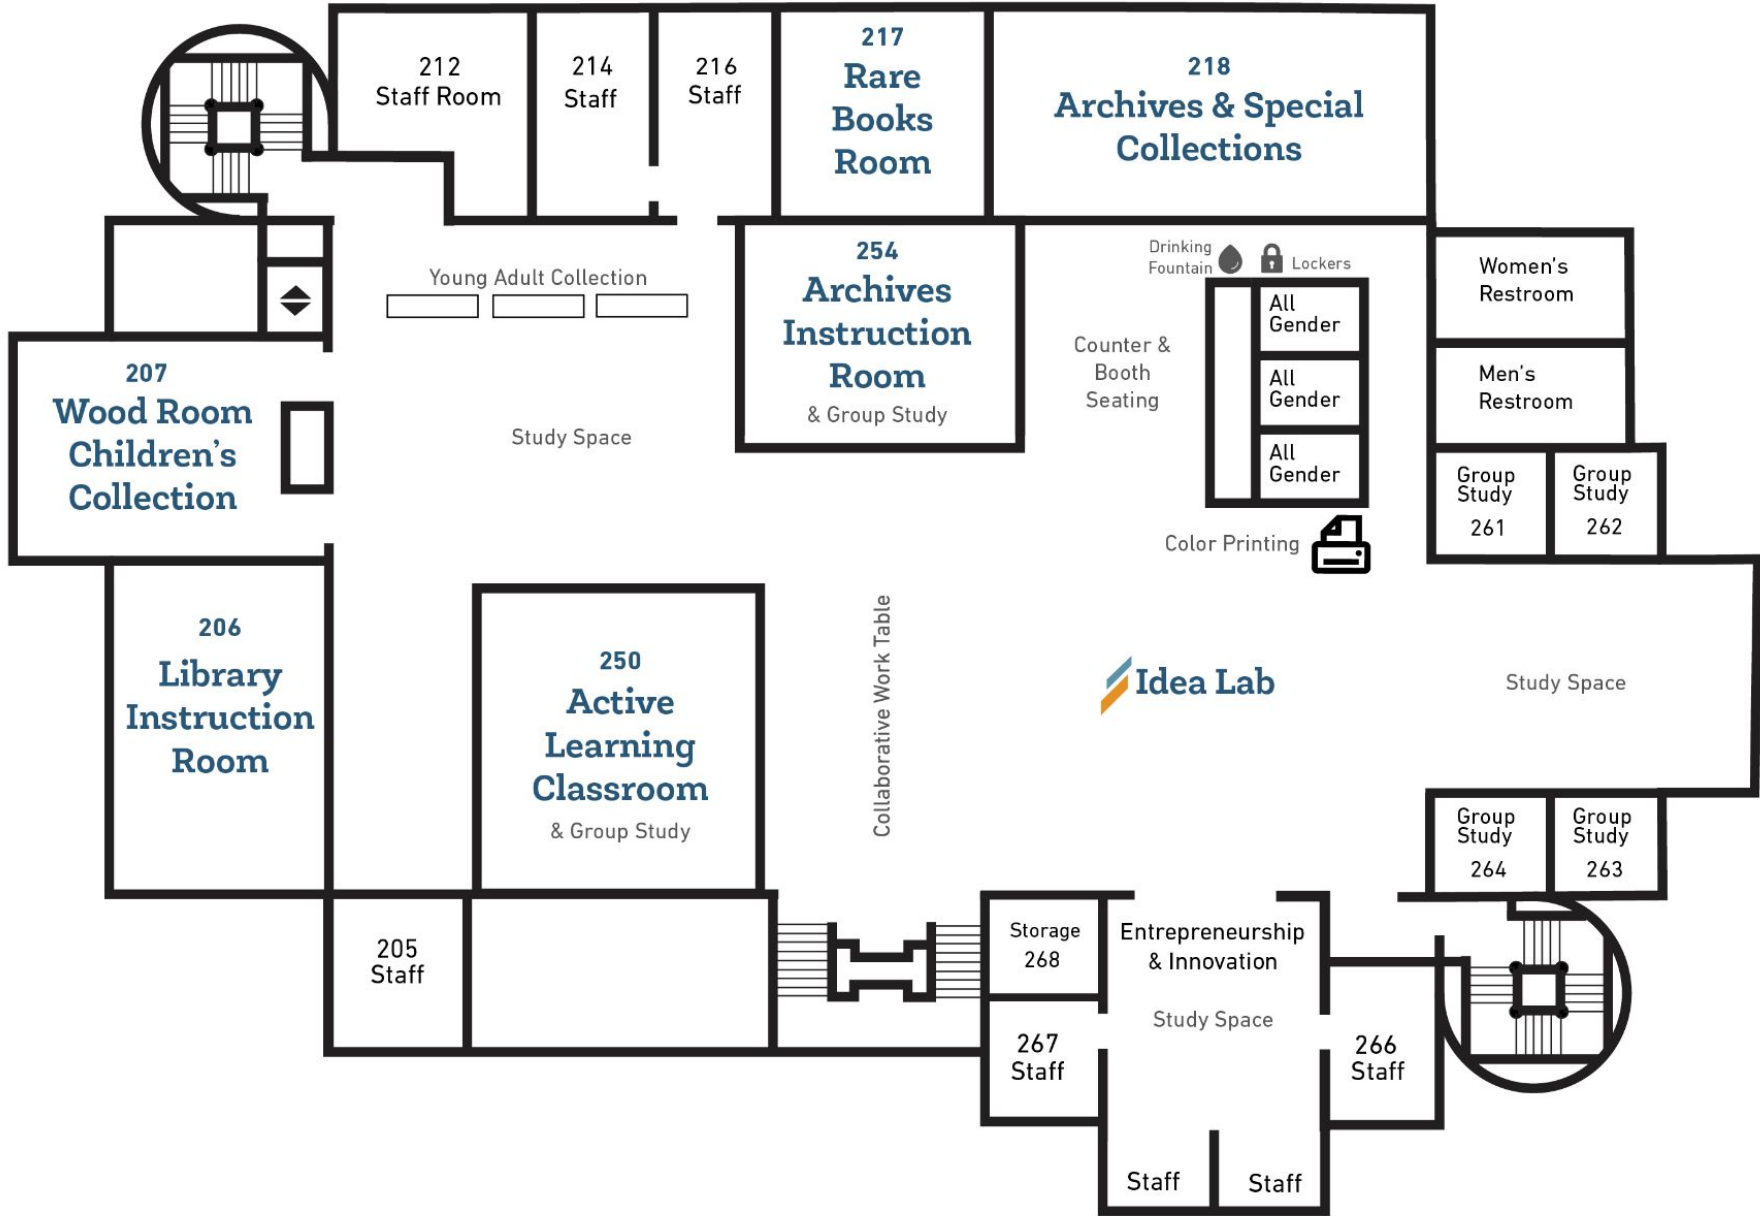 212
Staff Room
214
Staff
216
Staff
217
Rare
Books
Room
218
Archives & Special
Collections
Young Adult Collection
254
Archives
Instruction
Room
& Group Study
Drinking
Fountain
Lockers
All
Gender
All
Gender
All
Gender
Counter &
Booth
Seating
Women's
Restroom
Men's
Restroom
207
Wood Room
Children's
Collection
Study Space
Group
Study
261
Group
Study
262
Color Printing
206
Library
Instruction
Room
250
Active
Learning
Classroom
& Group Study
Collaborative Work Table
Idea Lab
Study Space
Group
Study
264
Group
Study
263
205
Staff
Storage
268
Entrepreneurship
& Innovation
Study Space
267
Staff
266
Staff
Staff
Staff